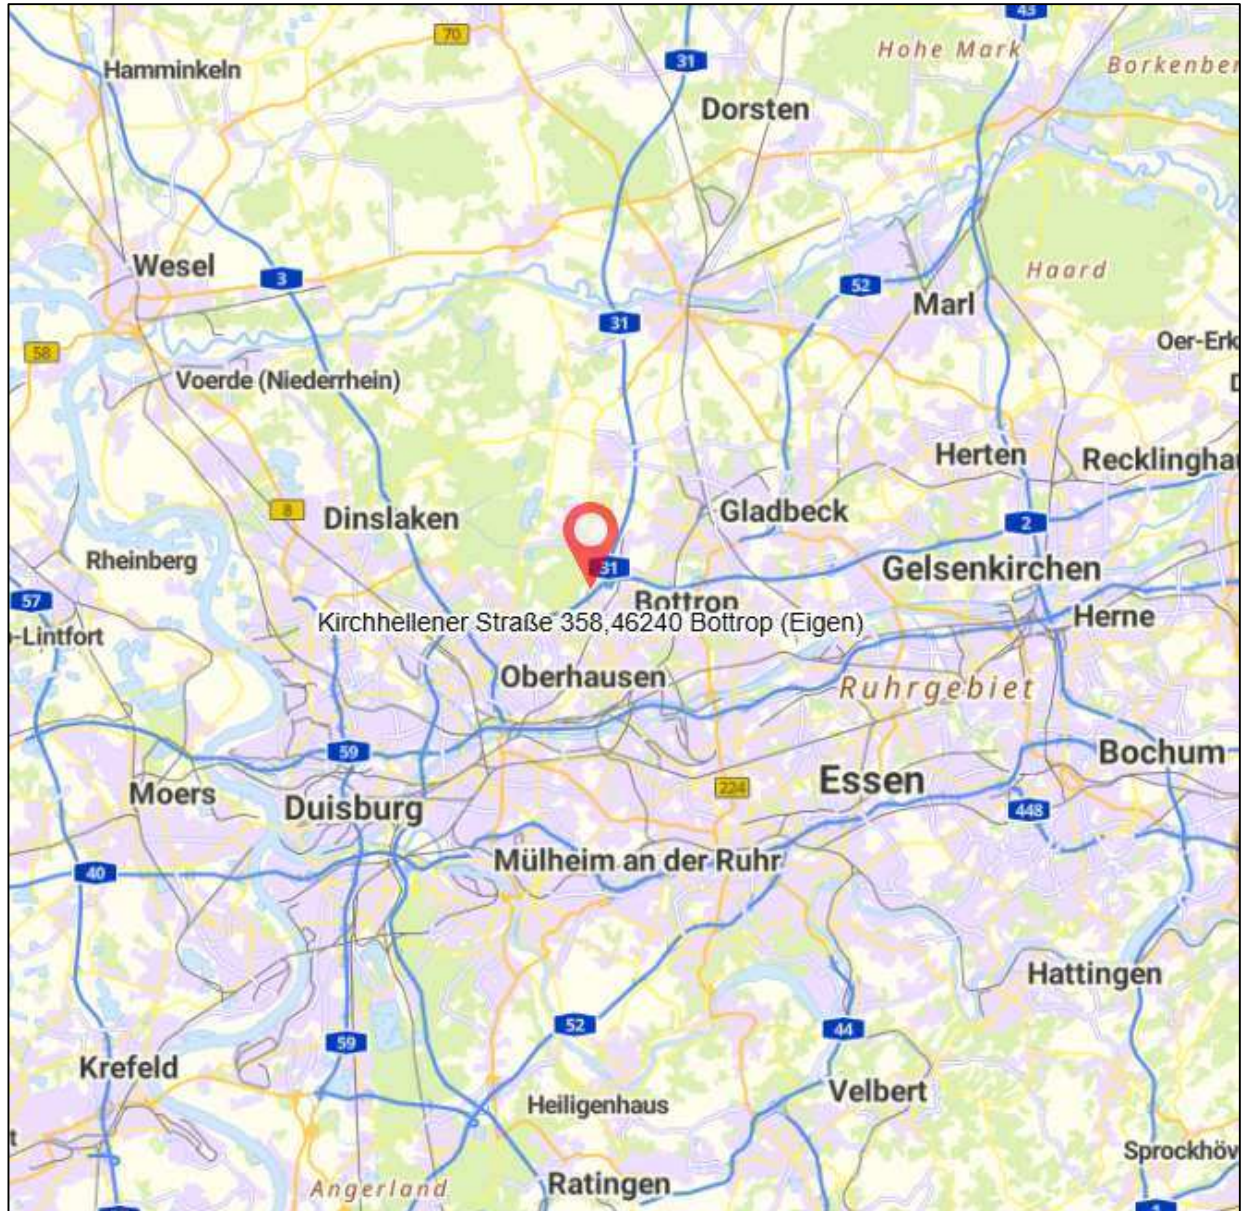 43
70
31
Hohe Mark
Hamminkeln
Borkenber
Dorsten
Wesel
3
52
Haard
Marl
31
58
Oer-Erk
Voerde (Niederrhein)
Herten
Recklinghau
8
Dinslaken
Gladbeck
2
Rheinberg
31
Gelsenkirchen
57
Bottrop
Kirchhellener Straße 358,46240 Bottrop (Eigen)
Herne
-Lintfort
Oberhausen
Ruhrgebiet
59
Bochum
Essen
224
Moers
Duisburg
448
Mülheim an der Ruhr
40
Hattingen
52
44
59
Krefeld
Velbert
Heiligenhaus
Sprockhöv
Angerland
Ratingen
1